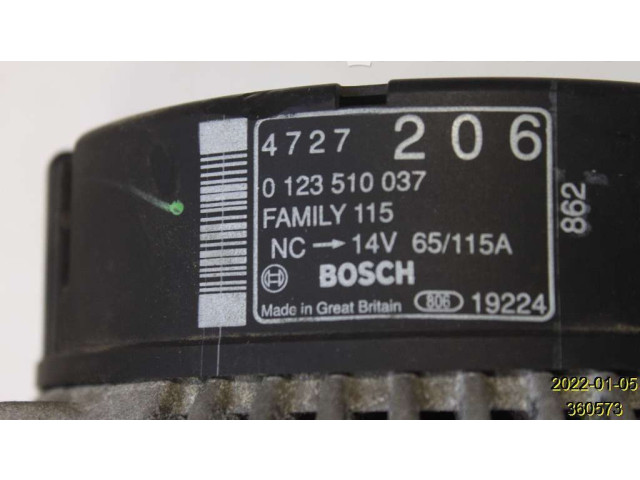 4727 206
0 123 510 037
FAMILY 115
NC → 14V 65/115A
BOSCH
Made in Great Britain 806 19224
862
2022-01-05
360573